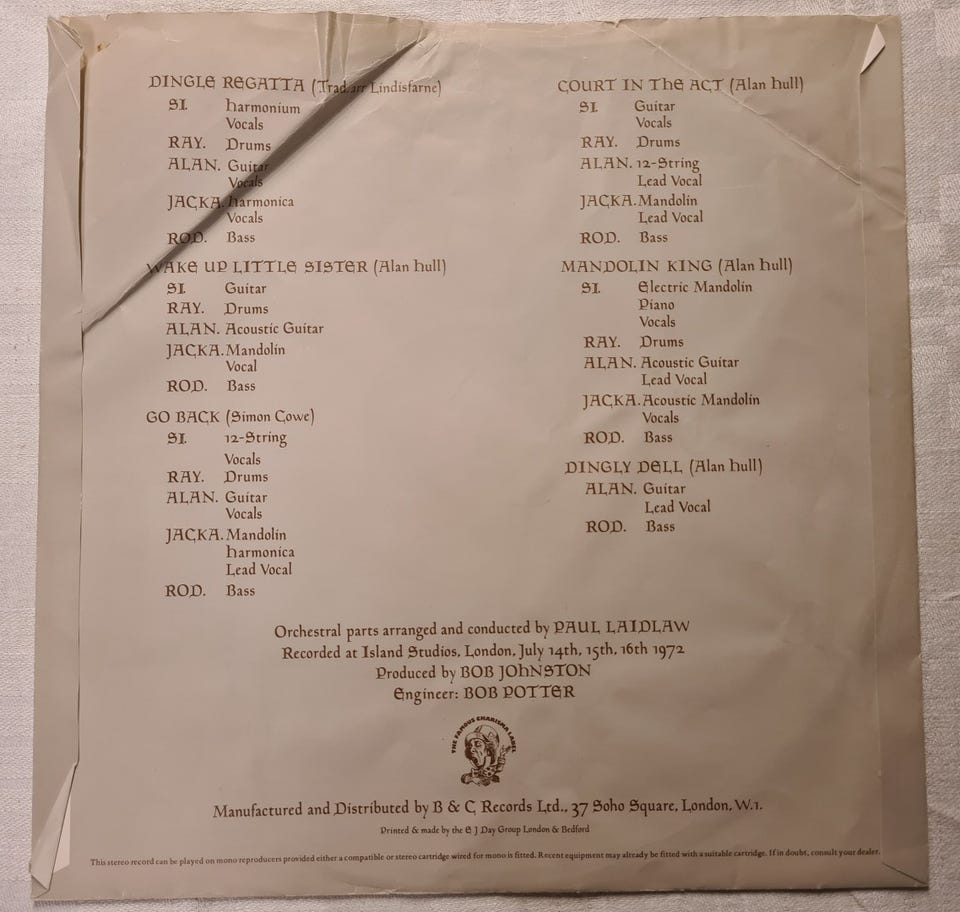 DINGLE REGATTA (Trad. arr Lindisfarne)
SI. Harmonium
Vocals
RAY. Drums
ALAN. Guitar
Vocals
JACKA. Harmonica
Vocals
ROD. Bass
WAKE UP LITTLE SISTER (Alan Hull)
SI. Guitar
RAY. Drums
ALAN. Acoustic Guitar
JACKA. Mandolin
Vocal
ROD. Bass
GO BACK (Simon Cowe)
SI. 12-String
Vocals
RAY. Drums
ALAN. Guitar
Vocals
JACKA. Mandolin
Harmonica
Lead Vocal
ROD. Bass
COURT IN THE ACT (Alan Hull)
SI. Guitar
Vocals
RAY. Drums
ALAN. 12-String
Lead Vocal
JACKA. Mandolin
Lead Vocal
ROD. Bass
MANDOLIN KING (Alan Hull)
SI. Electric Mandolin
Piano
Vocals
RAY. Drums
ALAN. Acoustic Guitar
Lead Vocal
JACKA. Acoustic Mandolin
Vocals
ROD. Bass
DINGLY DELL (Alan Hull)
ALAN. Guitar
Lead Vocal
ROD. Bass
Orchestral parts arranged and conducted by PAUL LAIDLAW
Recorded at Island Studios, London, July 14th, 15th, 16th 1972
Produced by BOB JOHNSTON
Engineer: BOB POTTER
THE FAMOUS CHARISMA LABEL
Manufactured and Distributed by B & C Records Ltd., 37 Soho Square, London, W.1.
Printed & made by the E J Day Group London & Bedford
This stereo record can be played on mono reproducers provided either a compatible or stereo cartridge wired for mono is fitted. Recent equipment may already be fitted with a suitable cartridge. If in doubt, consult your dealer.